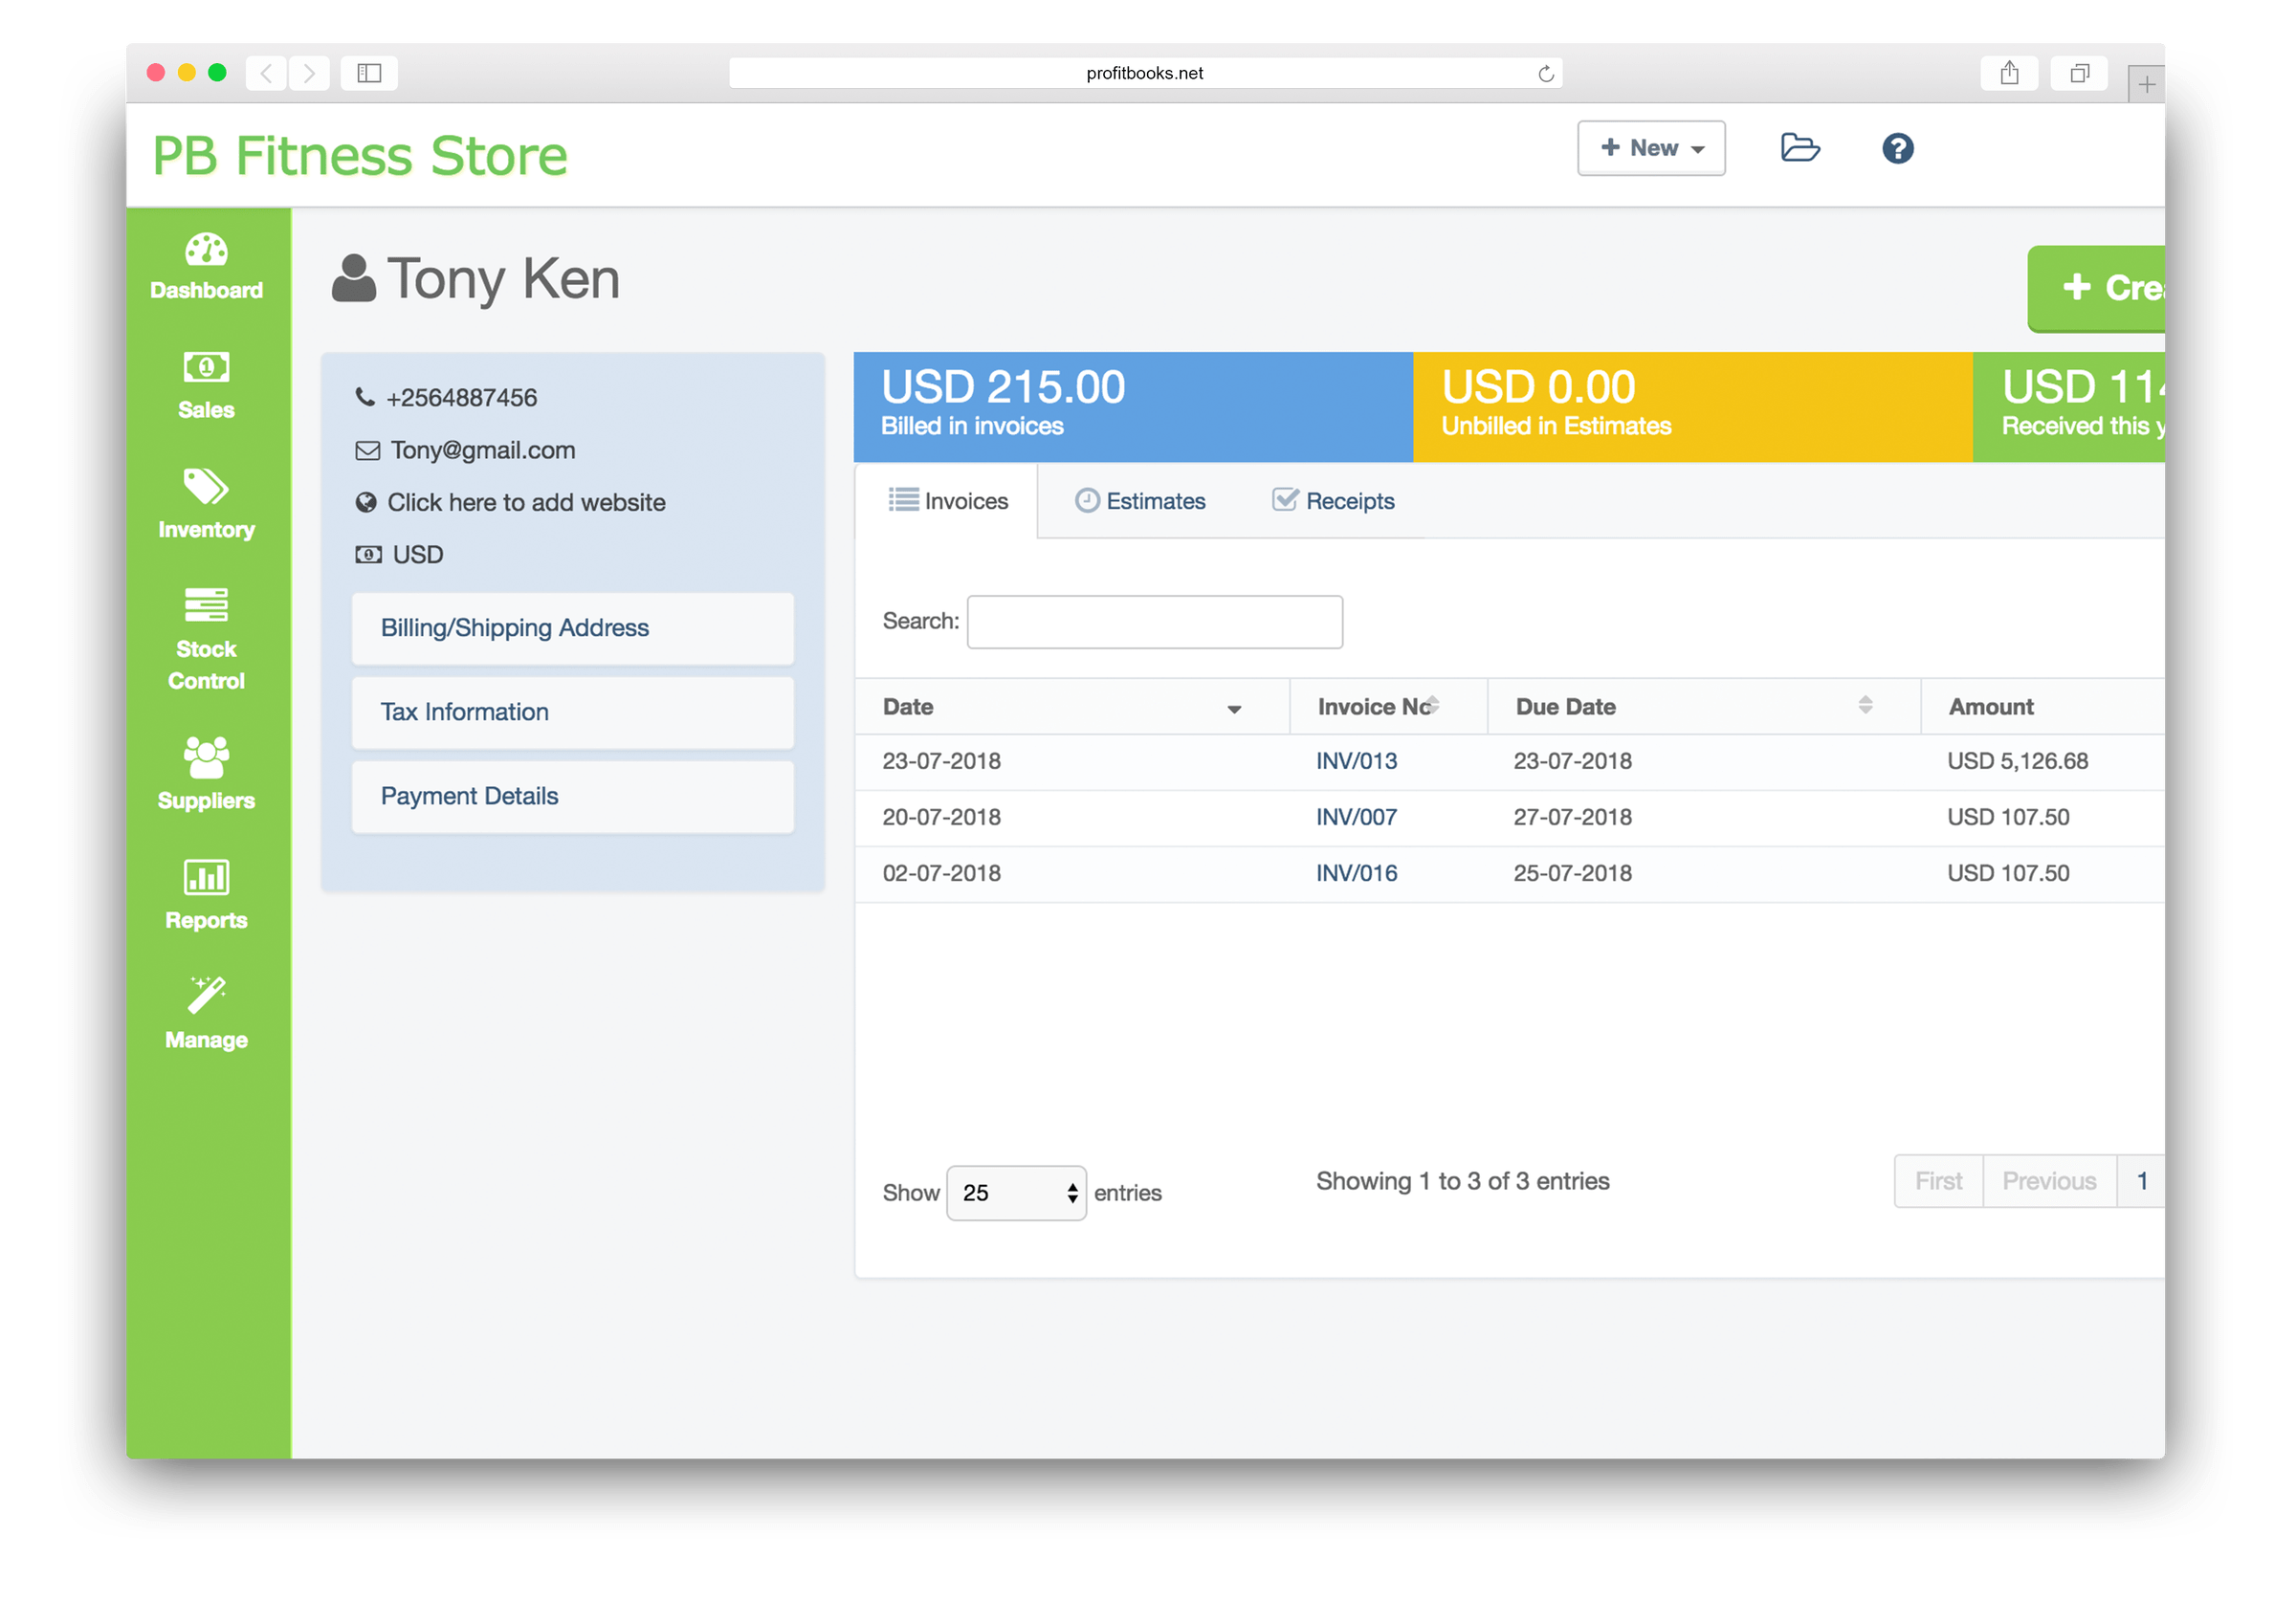 profitbooks.net
PB Fitness Store
New
Dashboard
Sales
Inventory
Stock
Control
Suppliers
Reports
Manage
Tony Ken
+2564887456
Tony@gmail.com
Click here to add website
USD
Billing/Shipping Address
Tax Information
Payment Details
USD 215.00
Billed in invoices
USD 0.00
Unbilled in Estimates
USD
Received this
Invoices
Estimates
Receipts
Search:
Date Invoice Due Date Amount
23-07-2018 INV/013 23-07-2018 USD 5,126.68
20-07-2018 INV/007 27-07-2018 USD 107.50
02-07-2018 INV/016 25-07-2018 USD 107.50
Show 25 entries
Showing 1 to 3 of 3 entries
First Previous 1